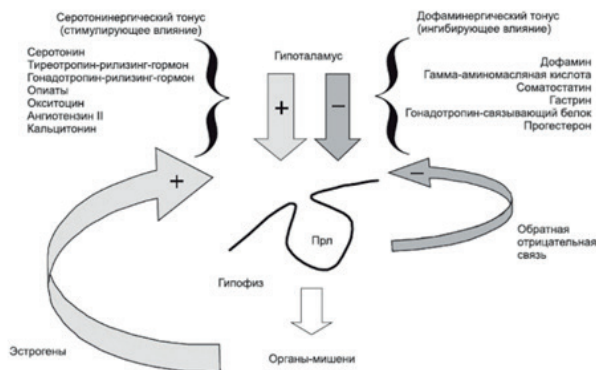 Серотонинергический тонус
(стимулирующее влияние)
Серотонин
Тиреотропин-рилизинг-гормон
Гонадотропин-рилизинг-гормон
Опиаты
Окситоцин
Ангиотензин II
Кальцитонин
Гипоталамус
+
−
Дофаминергический тонус
(ингибирующее влияние)
Дофамин
Гамма-аминомасляная кислота
Соматостатин
Гастрин
Гонадотропин-связывающий белок
Прогестерон
+
−
Прл
Гипофиз
Обратная
отрицательная
связь
Эстрогены
Органы-мишени